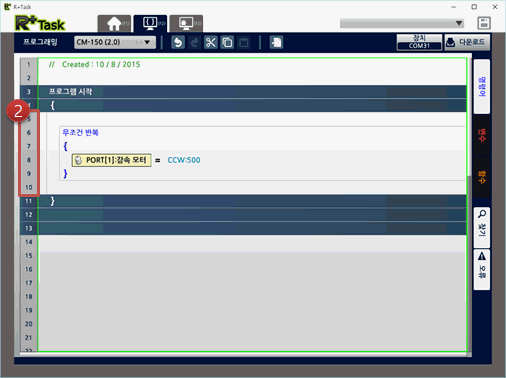 R+Task
R+Task
(F1)
(F2)
(F3)
프로그래밍
CM-150 (2.0)
장치
COM31
다운로드
1 // Created : 10 / 8 / 2015
2
3 프로그램 시작
4 {
2
5
6 무조건 반복
7 {
8 PORT[1]:감속 모터 = CCW:500
9 }
10
11 }
12
13
14
15
16
17
18
19
20
21
22
명령어
변수
함수
찾기
오류